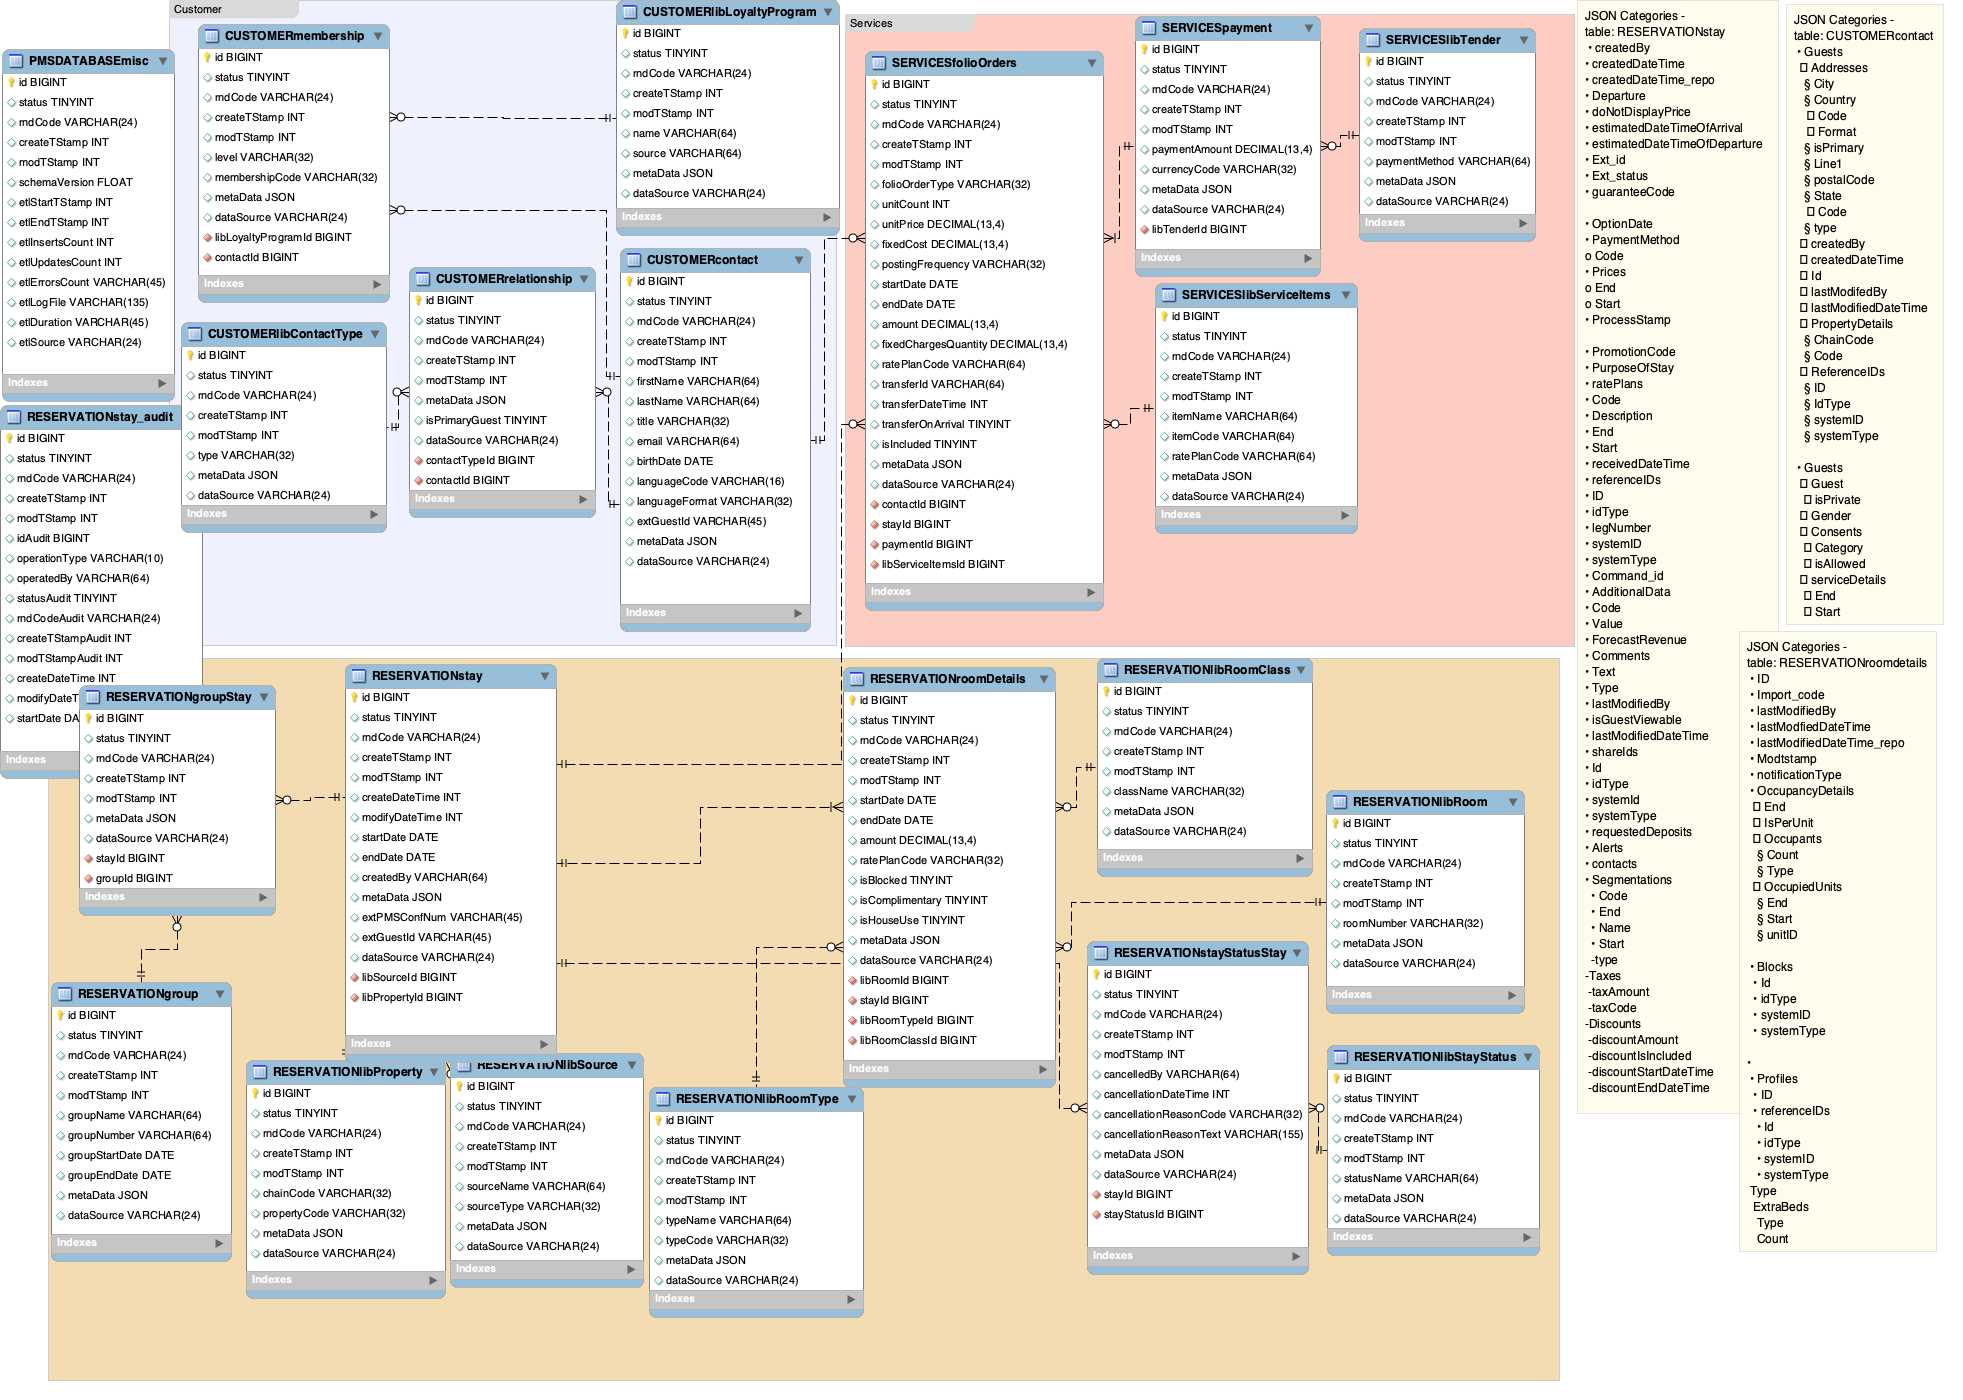 Customer
CUSTOMERmembership
id BIGINT
status TINYINT
rndCode VARCHAR(24)
createTStamp INT
modTStamp INT
level VARCHAR(32)
membershipCode VARCHAR(32)
metaData JSON
dataSource VARCHAR(24)
libLoyaltyProgramId BIGINT
contactId BIGINT
Indexes
CUSTOMERlibLoyaltyProgram
id BIGINT
status TINYINT
rndCode VARCHAR(24)
createTStamp INT
modTStamp INT
name VARCHAR(64)
source VARCHAR(64)
metaData JSON
dataSource VARCHAR(24)
Indexes
PMSDATABASEmisc
id BIGINT
status TINYINT
rndCode VARCHAR(24)
createTStamp INT
modTStamp INT
schemaVersion FLOAT
etlStartTStamp INT
etlEndTStamp INT
etlInsertsCount INT
etlUpdatesCount INT
etlErrorsCount VARCHAR(45)
etlLogFile VARCHAR(135)
etlDuration VARCHAR(45)
etlSource VARCHAR(24)
Indexes
CUSTOMERrelationship
id BIGINT
status TINYINT
rndCode VARCHAR(24)
createTStamp INT
modTStamp INT
metaData JSON
isPrimaryGuest TINYINT
dataSource VARCHAR(24)
contactTypeId BIGINT
contactId BIGINT
Indexes
CUSTOMERcontact
id BIGINT
status TINYINT
rndCode VARCHAR(24)
createTStamp INT
modTStamp INT
firstName VARCHAR(64)
lastName VARCHAR(64)
title VARCHAR(32)
email VARCHAR(64)
birthDate DATE
languageCode VARCHAR(16)
languageFormat VARCHAR(32)
extGuestId VARCHAR(45)
metaData JSON
dataSource VARCHAR(24)
Indexes
CUSTOMERlibContactType
id BIGINT
status TINYINT
rndCode VARCHAR(24)
createTStamp INT
modTStamp INT
type VARCHAR(32)
metaData JSON
dataSource VARCHAR(24)
Indexes
RESERVATIONstay_audit
id BIGINT
status TINYINT
rndCode VARCHAR(24)
createTStamp INT
modTStamp INT
idAudit BIGINT
operationType VARCHAR(10)
operatedBy VARCHAR(64)
statusAudit TINYINT
rndCodeAudit VARCHAR(24)
createTStampAudit INT
modTStampAudit INT
createDateTime INT
modifyDateT
startDate DA
Indexes
Services
SERVICESfolioOrders
id BIGINT
status TINYINT
rndCode VARCHAR(24)
createTStamp INT
modTStamp INT
folioOrderType VARCHAR(32)
unitCount INT
unitPrice DECIMAL(13,4)
fixedCost DECIMAL(13,4)
postingFrequency VARCHAR(32)
startDate DATE
endDate DATE
amount DECIMAL(13,4)
fixedChargesQuantity DECIMAL(13,4)
ratePlanCode VARCHAR(64)
transferId VARCHAR(64)
transferDateTime INT
transferOnArrival TINYINT
isIncluded TINYINT
metaData JSON
dataSource VARCHAR(24)
contactId BIGINT
stayId BIGINT
paymentId BIGINT
libServiceItemsId BIGINT
Indexes
SERVICESpayment
id BIGINT
status TINYINT
rndCode VARCHAR(24)
createTStamp INT
modTStamp INT
paymentAmount DECIMAL(13,4)
currencyCode VARCHAR(32)
metaData JSON
dataSource VARCHAR(24)
libTenderId BIGINT
Indexes
SERVICESlibTender
id BIGINT
status TINYINT
rndCode VARCHAR(24)
createTStamp INT
modTStamp INT
paymentMethod VARCHAR(64)
metaData JSON
dataSource VARCHAR(24)
Indexes
SERVICESlibServiceItems
id BIGINT
status TINYINT
rndCode VARCHAR(24)
createTStamp INT
modTStamp INT
itemName VARCHAR(64)
itemCode VARCHAR(64)
ratePlanCode VARCHAR(64)
metaData JSON
dataSource VARCHAR(24)
Indexes
RESERVATIONgroupStay
id BIGINT
status TINYINT
rndCode VARCHAR(24)
createTStamp INT
modTStamp INT
metaData JSON
dataSource VARCHAR(24)
stayId BIGINT
groupId BIGINT
Indexes
RESERVATIONstay
id BIGINT
status TINYINT
rndCode VARCHAR(24)
createTStamp INT
modTStamp INT
createDateTime INT
modifyDateTime INT
startDate DATE
endDate DATE
createdBy VARCHAR(64)
metaData JSON
extPMSConfNum VARCHAR(45)
extGuestId VARCHAR(45)
dataSource VARCHAR(24)
libSourceId BIGINT
libPropertyId BIGINT
Indexes
RESERVATIONroomDetails
id BIGINT
status TINYINT
rndCode VARCHAR(24)
createTStamp INT
modTStamp INT
startDate DATE
endDate DATE
amount DECIMAL(13,4)
ratePlanCode VARCHAR(32)
isBlocked TINYINT
isComplimentary TINYINT
isHouseUse TINYINT
metaData JSON
dataSource VARCHAR(24)
libRoomId BIGINT
stayId BIGINT
libRoomTypeId BIGINT
libRoomClassId BIGINT
Indexes
RESERVATIONlibRoomClass
id BIGINT
status TINYINT
rndCode VARCHAR(24)
createTStamp INT
modTStamp INT
className VARCHAR(32)
metaData JSON
dataSource VARCHAR(24)
Indexes
RESERVATIONlibRoom
id BIGINT
status TINYINT
rndCode VARCHAR(24)
createTStamp INT
modTStamp INT
roomNumber VARCHAR(32)
metaData JSON
dataSource VARCHAR(24)
Indexes
RESERVATIONstayStatusStay
id BIGINT
status TINYINT
rndCode VARCHAR(24)
createTStamp INT
modTStamp INT
cancelledBy VARCHAR(64)
cancellationDateTime INT
cancellationReasonCode VARCHAR(32)
cancellationReasonText VARCHAR(155)
metaData JSON
dataSource VARCHAR(24)
stayId BIGINT
stayStatusId BIGINT
Indexes
RESERVATIONlibStayStatus
id BIGINT
status TINYINT
rndCode VARCHAR(24)
createTStamp INT
modTStamp INT
statusName VARCHAR(64)
metaData JSON
dataSource VARCHAR(24)
Indexes
RESERVATIONgroup
id BIGINT
status TINYINT
rndCode VARCHAR(24)
createTStamp INT
modTStamp INT
groupName VARCHAR(64)
groupNumber VARCHAR(64)
groupStartDate DATE
groupEndDate DATE
metaData JSON
dataSource VARCHAR(24)
Indexes
RESERVATIONlibProperty
id BIGINT
status TINYINT
rndCode VARCHAR(24)
createTStamp INT
modTStamp INT
chainCode VARCHAR(32)
propertyCode VARCHAR(32)
metaData JSON
dataSource VARCHAR(24)
Indexes
RESERVATIONlibSource
id BIGINT
status TINYINT
rndCode VARCHAR(24)
createTStamp INT
modTStamp INT
sourceName VARCHAR(64)
sourceType VARCHAR(32)
metaData JSON
dataSource VARCHAR(24)
Indexes
RESERVATIONlibRoomType
id BIGINT
status TINYINT
rndCode VARCHAR(24)
createTStamp INT
modTStamp INT
typeName VARCHAR(64)
typeCode VARCHAR(32)
metaData JSON
dataSource VARCHAR(24)
Indexes
JSON Categories -
table: RESERVATIONstay
• createdBy
• createdDateTime
• createdDateTime_repo
• Departure
• doNotDisplayPrice
• estimatedDateTimeOfArrival
• estimatedDateTimeOfDeparture
• Ext_id
• Ext_status
• guaranteeCode
• OptionDate
• PaymentMethod
o Code
• Prices
o End
o Start
• ProcessStamp
• PromotionCode
• PurposeOfStay
• ratePlans
• Code
• Description
• End
• Start
• receivedDateTime
• referenceIDs
• ID
• idType
• legNumber
• systemID
• systemType
• Command_id
• AdditionalData
• Code
• Value
• ForecastRevenue
• Comments
• Text
• Type
• lastModifiedBy
• isGuestViewable
• lastModifiedDateTime
• shareIds
• Id
• idType
• systemId
• systemType
• requestedDeposits
• Alerts
• contacts
• Segmentations
• Code
• End
• Name
• Start
-type
-Taxes
-taxAmount
-taxCode
-Discounts
-discountAmount
-discountIsIncluded
-discountStartDateTime
-discountEndDateTime
JSON Categories -
table: CUSTOMERcontact
• Guests
□ Addresses
§ City
§ Country
□ Code
□ Format
§ isPrimary
§ Line1
§ postalCode
§ State
□ Code
§ type
□ createdBy
□ createdDateTime
□ Id
□ lastModifedBy
□ lastModifiedDateTime
□ PropertyDetails
§ ChainCode
§ Code
□ ReferenceIDs
§ ID
§ IdType
§ systemID
§ systemType
• Guests
□ Guest
□ isPrivate
□ Gender
□ Consents
□ Category
□ isAllowed
□ serviceDetails
□ End
□ Start
JSON Categories -
table: RESERVATIONroomdetails
• ID
• Import_code
• lastModifiedBy
• lastModfiedDateTime
• lastModifiedDateTime_repo
• Modtstamp
• notificationType
• OccupancyDetails
□ End
□ IsPerUnit
□ Occupants
§ Count
§ Type
□ OccupiedUnits
§ End
§ Start
§ unitID
• Blocks
• Id
• idType
• systemID
• systemType
•
• Profiles
• ID
• referenceIDs
• Id
• idType
• systemID
• systemType
Type
ExtraBeds
Type
Count